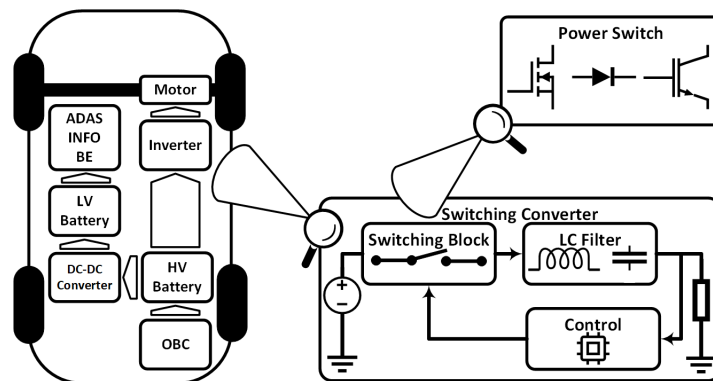 Motor
ADAS
INFO
BE
Inverter
LV
Battery
DC-DC
Converter
HV
Battery
OBC
Power Switch
Switching Converter
Switching Block
LC Filter
+
−
Control